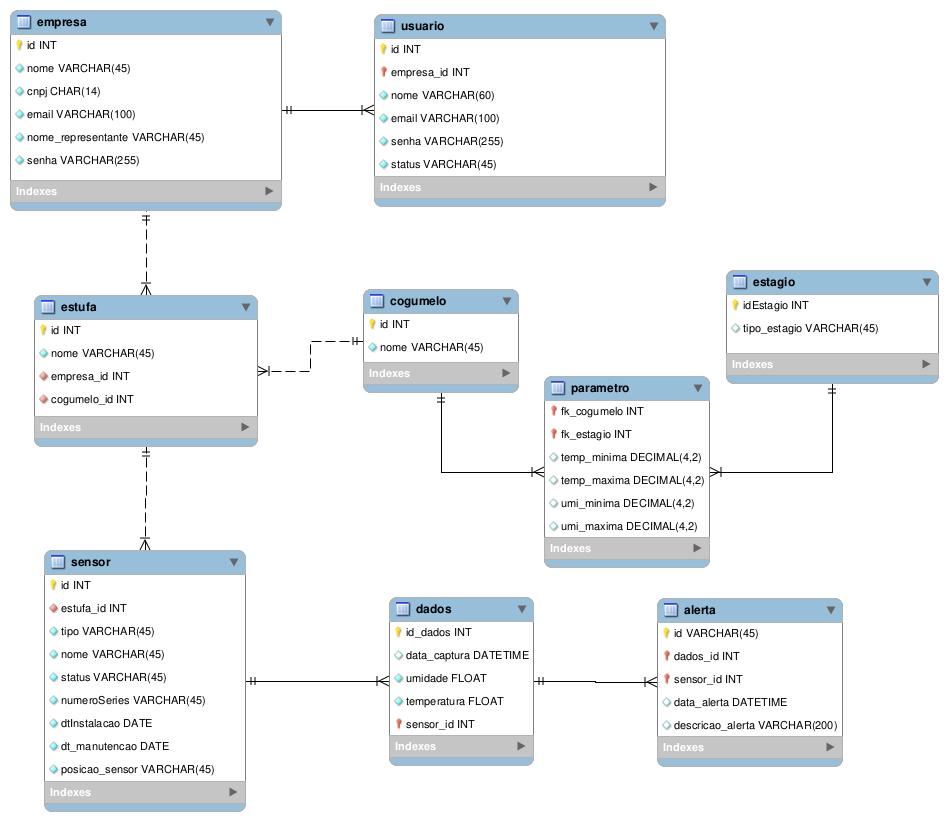 empresa
id INT
nome VARCHAR(45)
cnpj CHAR(14)
email VARCHAR(100)
nome_representante VARCHAR(45)
senha VARCHAR(255)
Indexes
usuario
id INT
empresa_id INT
nome VARCHAR(60)
email VARCHAR(100)
senha VARCHAR(255)
status VARCHAR(45)
Indexes
estufa
id INT
nome VARCHAR(45)
empresa_id INT
cogumelo_id INT
Indexes
cogumelo
id INT
nome VARCHAR(45)
Indexes
estagio
idEstagio INT
tipo_estagio VARCHAR(45)
Indexes
parametro
fk_cogumelo INT
fk_estagio INT
temp_minima DECIMAL(4,2)
temp_maxima DECIMAL(4,2)
umi_minima DECIMAL(4,2)
umi_maxima DECIMAL(4,2)
Indexes
sensor
id INT
estufa_id INT
tipo VARCHAR(45)
nome VARCHAR(45)
status VARCHAR(45)
numeroSeries VARCHAR(45)
dtInstalacao DATE
dt_manutencao DATE
posicao_sensor VARCHAR(45)
Indexes
dados
id_dados INT
data_captura DATETIME
umidade FLOAT
temperatura FLOAT
sensor_id INT
Indexes
alerta
id VARCHAR(45)
dados_id INT
sensor_id INT
data_alerta DATETIME
descricao_alerta VARCHAR(200)
Indexes